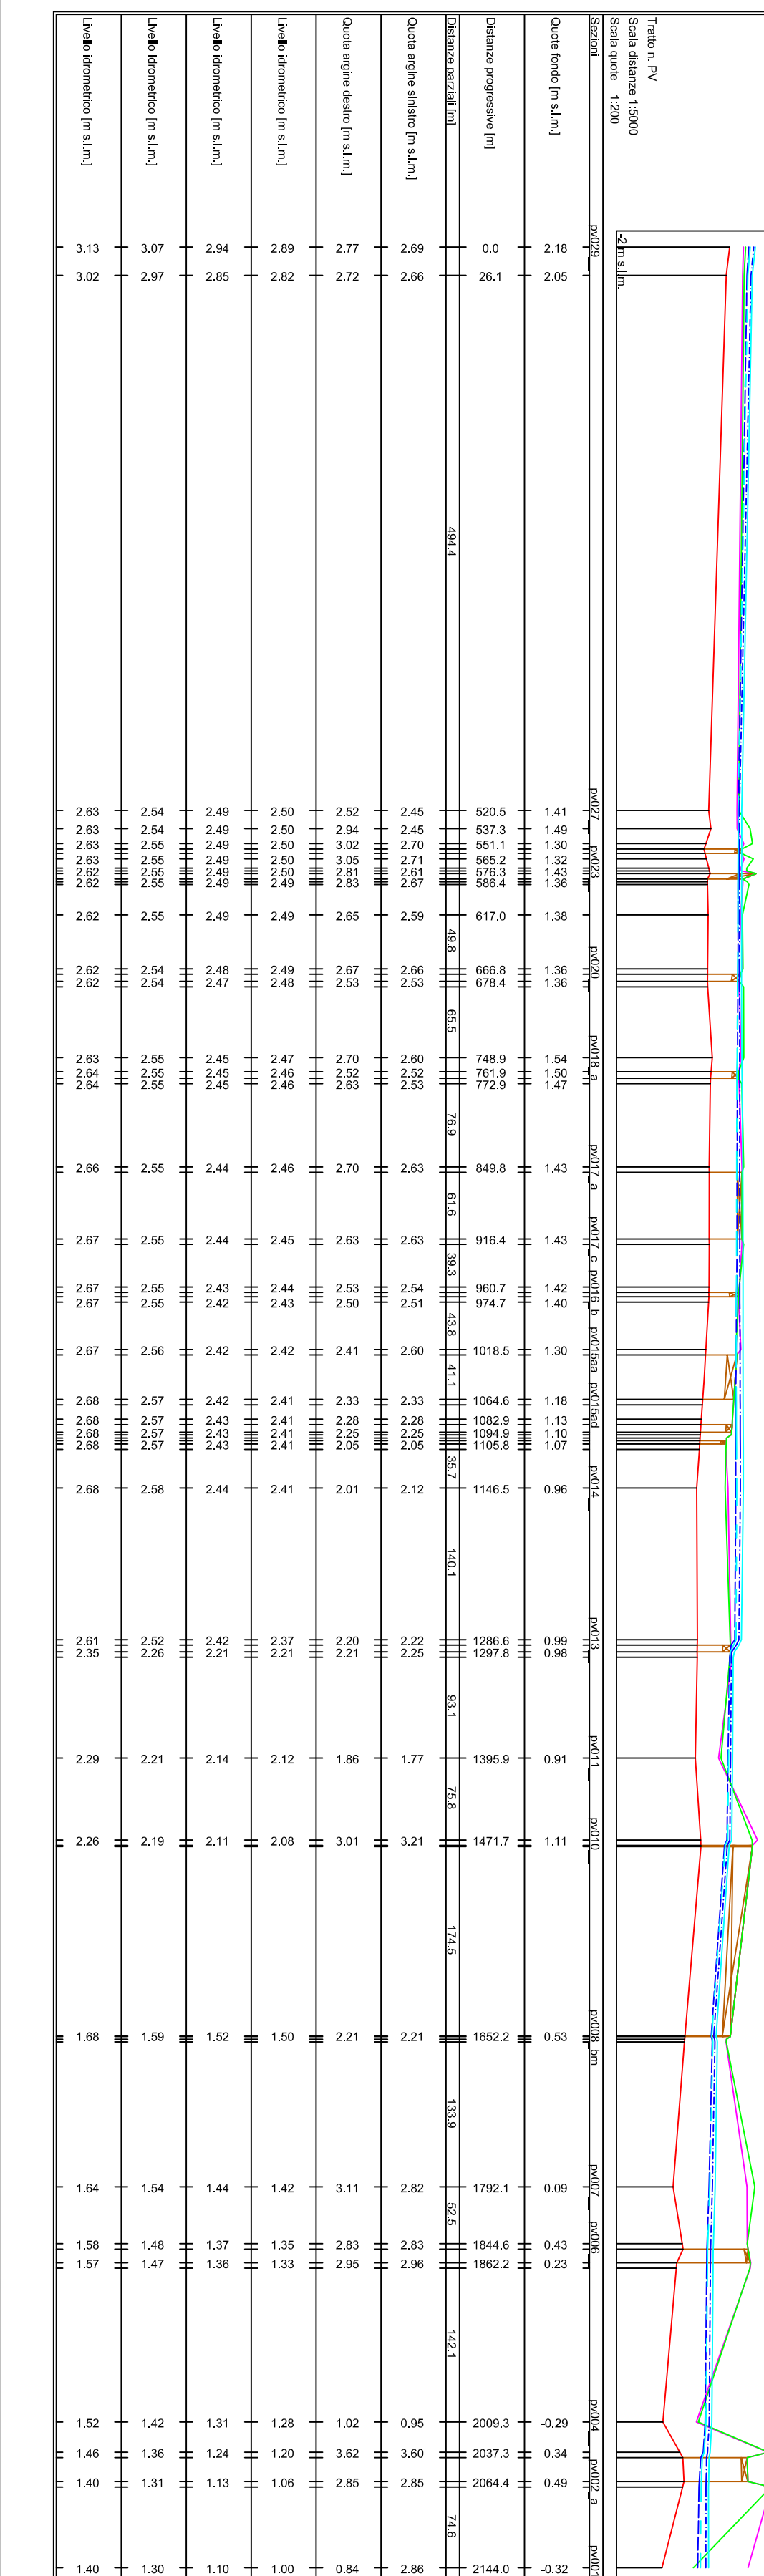 Tratto n. PV
Scala distanze 1:5000
Scala quote 1:200
-2 m s.l.m.
Sezioni pv029 pv027 pv023 pv020 pv018_a pv017_a pv017_c pv016_b pv015aa pv015ad pv014 pv013 pv011 pv010 pv008_bm pv007 pv006 pv004 pv002_a pv001
Quote fondo [m s.l.m.] 2.18 2.05 1.41 1.49 1.30 1.32 1.43 1.36 1.38 1.36 1.36 1.54 1.50 1.47 1.43 1.43 1.42 1.40 1.30 1.18 1.13 1.10 1.07 0.96 0.99 0.98 0.91 1.11 0.53 0.09 0.43 0.23 -0.29 0.34 0.49 -0.32
Distanze progressive [m] 0.0 26.1 520.5 537.3 551.1 565.2 576.3 586.4 617.0 666.8 678.4 748.9 761.9 772.9 849.8 916.4 960.7 974.7 1018.5 1064.6 1082.9 1094.9 1105.8 1146.5 1286.6 1297.8 1395.9 1471.7 1652.2 1792.1 1844.6 1862.2 2009.3 2037.3 2064.4 2144.0
Distanze parziali [m] 494.4 49.8 65.5 76.9 61.6 39.3 43.8 41.1 35.7 140.1 93.1 75.8 174.5 133.9 52.5 142.1 74.6
Quota argine sinistro [m s.l.m.] 2.69 2.66 2.45 2.45 2.70 2.71 2.61 2.67 2.59 2.66 2.53 2.60 2.52 2.53 2.63 2.63 2.54 2.51 2.60 2.33 2.28 2.25 2.05 2.12 2.22 2.25 1.77 3.21 2.21 2.82 2.83 2.96 0.95 3.60 2.85 2.86
Quota argine destro [m s.l.m.] 2.77 2.72 2.52 2.94 3.02 3.05 2.81 2.83 2.65 2.67 2.53 2.70 2.52 2.63 2.70 2.63 2.53 2.50 2.41 2.33 2.28 2.25 2.05 2.01 2.20 2.21 1.86 3.01 2.21 3.11 2.83 2.95 1.02 3.62 2.85 0.84
Livello idrometrico [m s.l.m.] 2.89 2.82 2.50 2.50 2.50 2.50 2.50 2.49 2.49 2.49 2.48 2.47 2.46 2.46 2.46 2.45 2.44 2.43 2.42 2.41 2.41 2.41 2.41 2.41 2.37 2.21 2.12 2.08 1.50 1.42 1.35 1.33 1.28 1.20 1.06 1.00
Livello idrometrico [m s.l.m.] 2.94 2.85 2.49 2.49 2.49 2.49 2.49 2.49 2.49 2.48 2.47 2.45 2.45 2.45 2.44 2.44 2.43 2.42 2.42 2.42 2.43 2.43 2.43 2.44 2.42 2.21 2.14 2.11 1.52 1.44 1.37 1.36 1.31 1.24 1.13 1.10
Livello idrometrico [m s.l.m.] 3.07 2.97 2.54 2.54 2.55 2.55 2.55 2.55 2.55 2.54 2.54 2.55 2.55 2.55 2.55 2.55 2.55 2.55 2.56 2.57 2.57 2.57 2.57 2.58 2.52 2.26 2.21 2.19 1.59 1.54 1.48 1.47 1.42 1.36 1.31 1.30
Livello idrometrico [m s.l.m.] 3.13 3.02 2.63 2.63 2.63 2.63 2.62 2.62 2.62 2.62 2.62 2.63 2.64 2.64 2.66 2.67 2.67 2.67 2.67 2.68 2.68 2.68 2.68 2.68 2.61 2.35 2.29 2.26 1.68 1.64 1.58 1.57 1.52 1.46 1.40 1.40